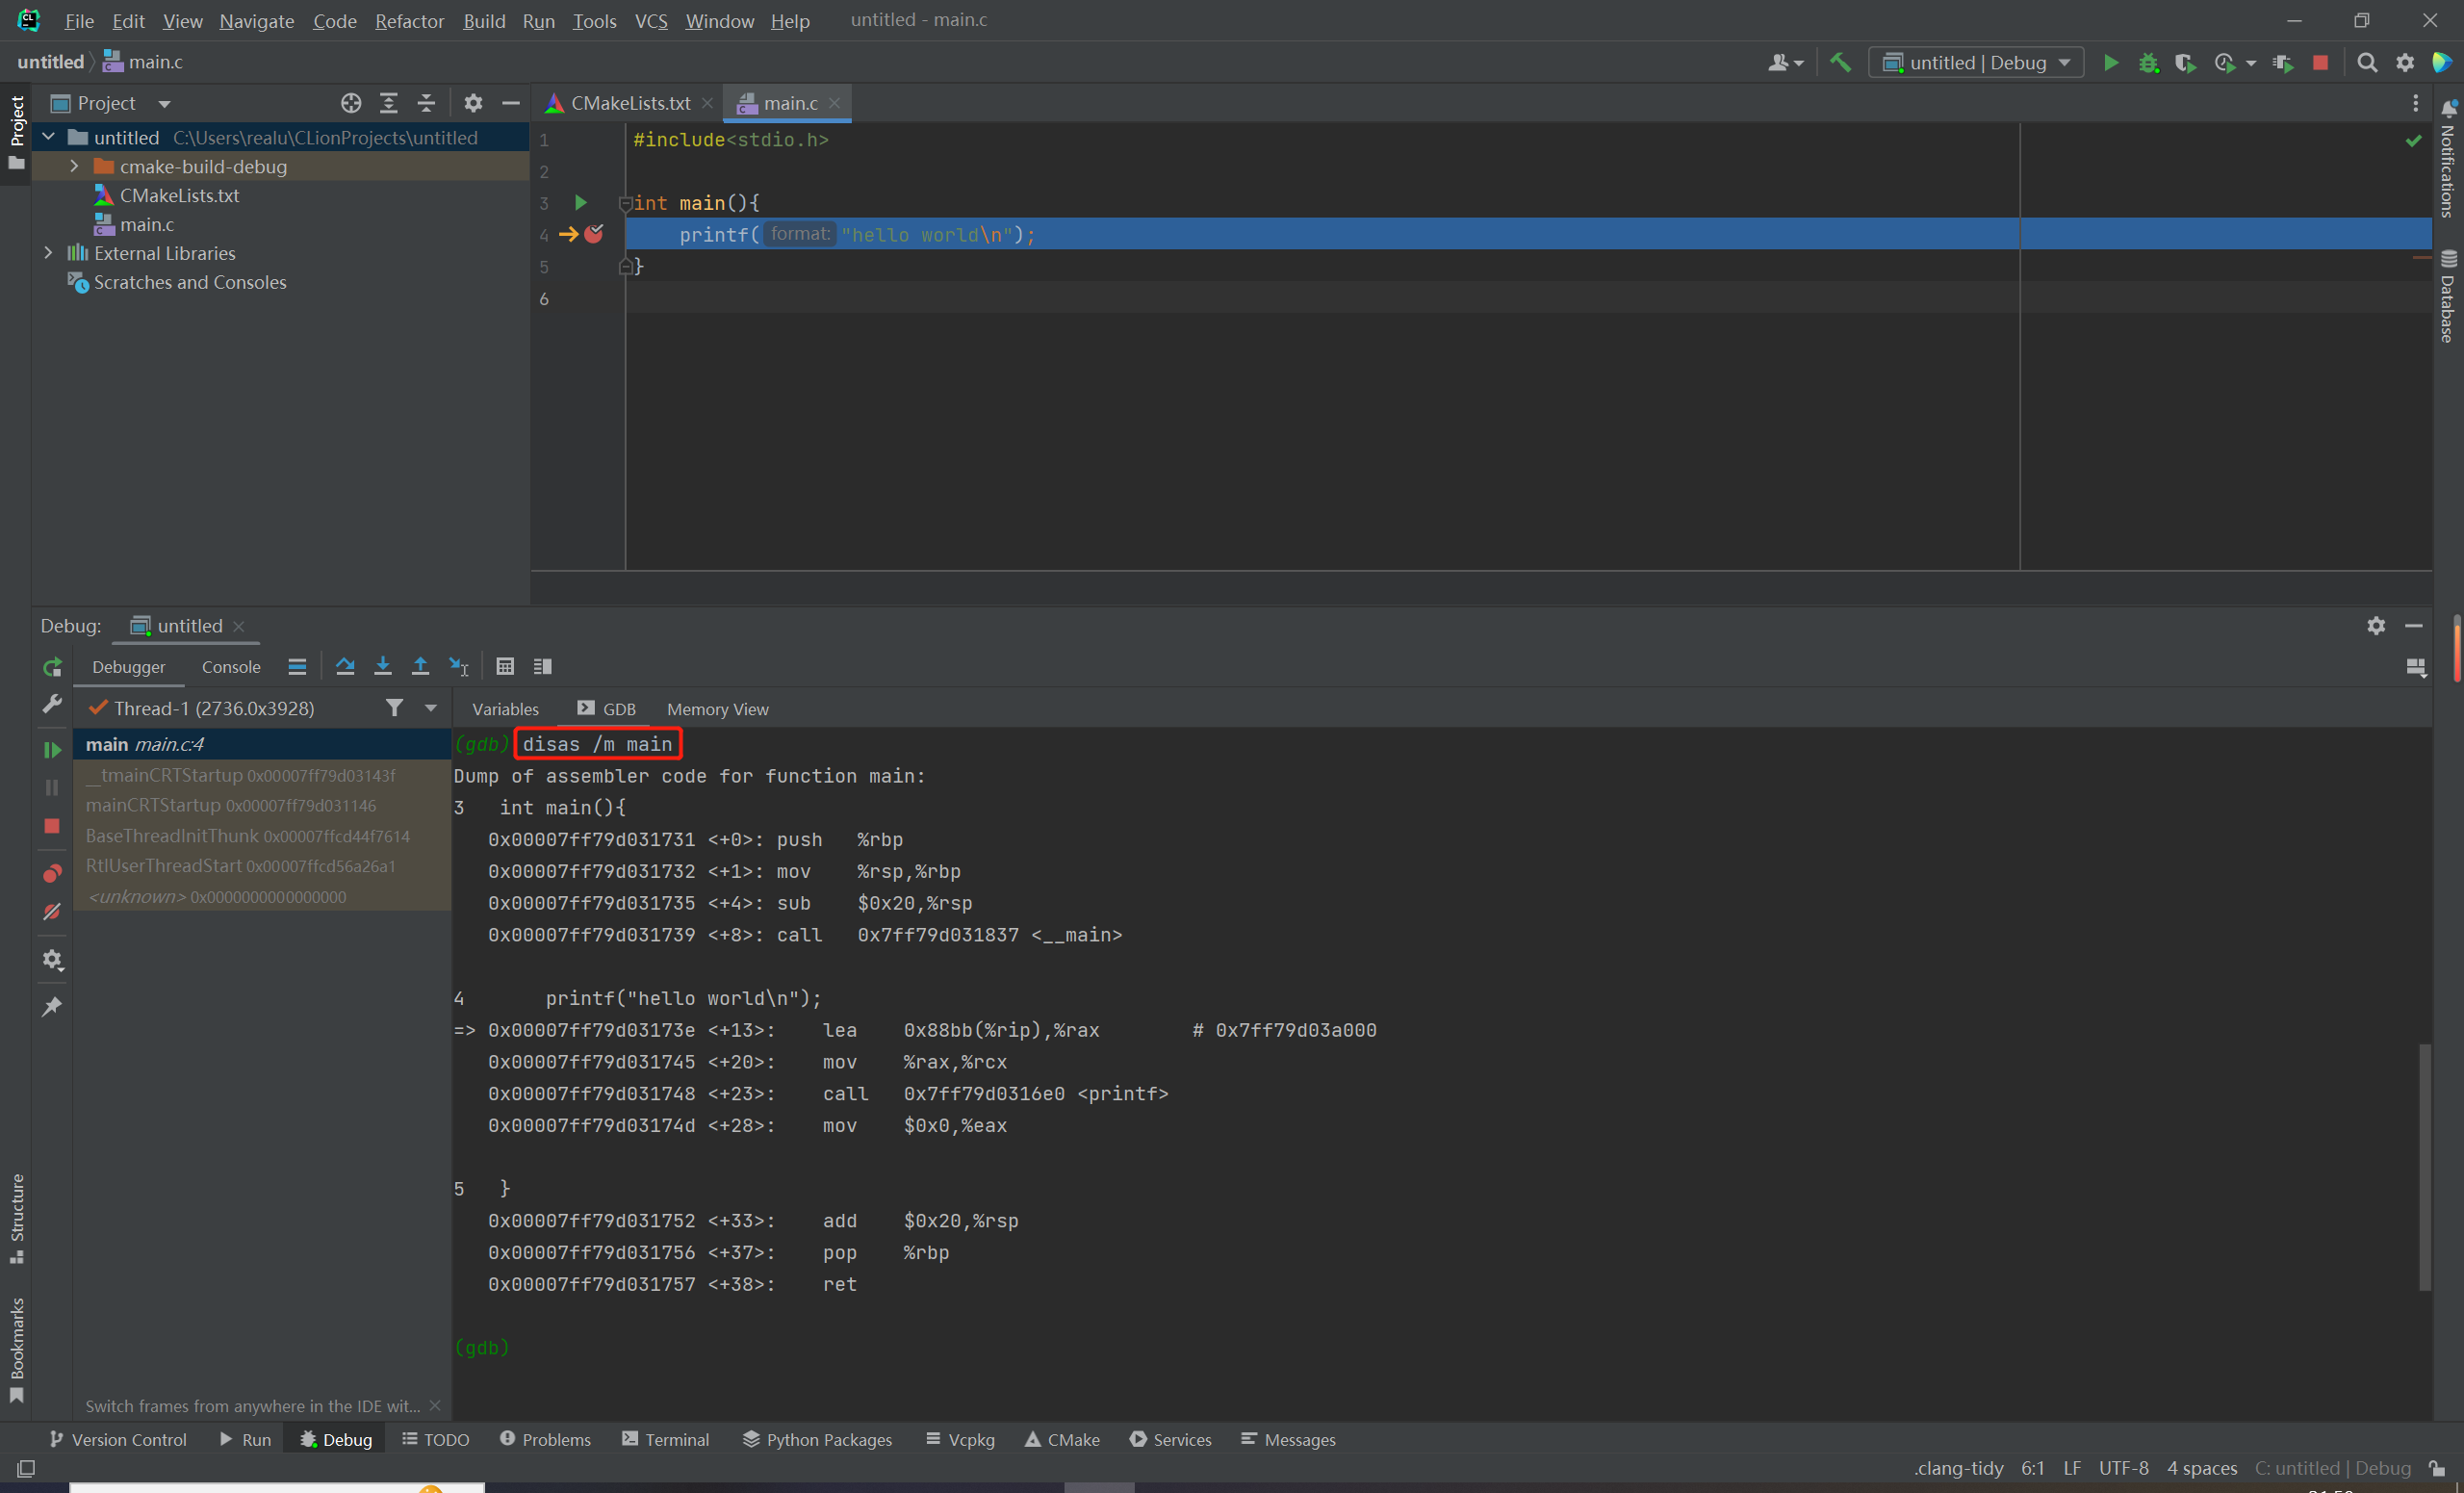 File Edit View Navigate Code Refactor Build Run Tools VCS Window Help untitled - main.c
untitled main.c
untitled | Debug
Project
Project
CMakeLists.txt
main.c
untitled C:\Users\realu\CLionProjects\untitled
cmake-build-debug
CMakeLists.txt
main.c
External Libraries
Scratches and Consoles
1 #include<stdio.h>
2
3 int main(){
4 printf( format: "hello world\n");
5 }
6
Notifications
Database
Debug: untitled
Debugger Console
Thread-1 (2736.0x3928)
Variables GDB Memory View
main main.c:4
__tmainCRTStartup 0x00007ff79d03143f
mainCRTStartup 0x00007ff79d031146
BaseThreadInitThunk 0x00007ffcd44f7614
RtlUserThreadStart 0x00007ffcd56a26a1
<unknown> 0x0000000000000000
(gdb) disas /m main
Dump of assembler code for function main:
3 int main(){
0x00007ff79d031731 <+0>: push %rbp
0x00007ff79d031732 <+1>: mov %rsp,%rbp
0x00007ff79d031735 <+4>: sub $0x20,%rsp
0x00007ff79d031739 <+8>: call 0x7ff79d031837 <__main>
4 printf("hello world\n");
=> 0x00007ff79d03173e <+13>: lea 0x88bb(%rip),%rax # 0x7ff79d03a000
0x00007ff79d031745 <+20>: mov %rax,%rcx
0x00007ff79d031748 <+23>: call 0x7ff79d0316e0 <printf>
0x00007ff79d03174d <+28>: mov $0x0,%eax
5 }
0x00007ff79d031752 <+33>: add $0x20,%rsp
0x00007ff79d031756 <+37>: pop %rbp
0x00007ff79d031757 <+38>: ret
(gdb)
Structure
Bookmarks
Switch frames from anywhere in the IDE wit...
Version Control Run Debug TODO Problems Terminal Python Packages Vcpkg CMake Services Messages
.clang-tidy 6:1 LF UTF-8 4 spaces C: untitled | Debug